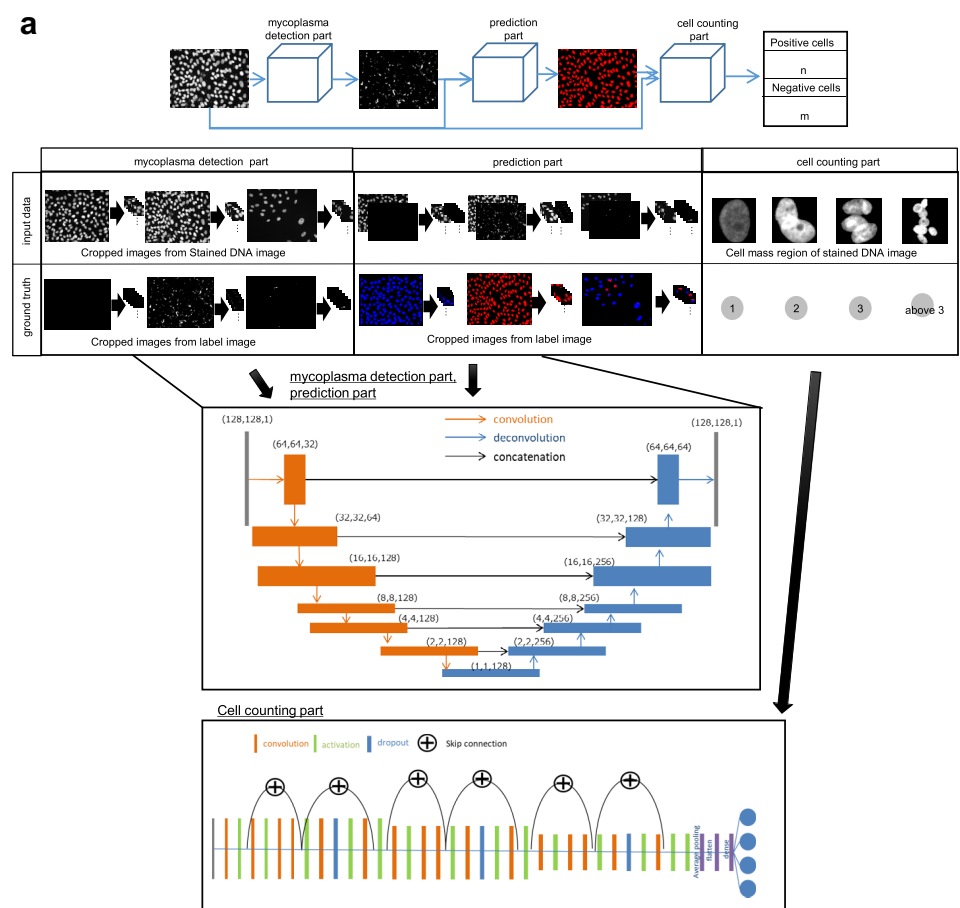 a
mycoplasma
detection part
prediction
part
cell counting
part
Positive cells
n
Negative cells
m
mycoplasma detection part
prediction part
cell counting part
input data
Cropped images from Stained DNA image
Cell mass region of stained DNA image
ground truth
1
2
3
above 3
Cropped images from label image
Cropped images from label image
mycoplasma detection part,
prediction part
(128,128,1)
convolution
deconvolution
concatenation
(128,128,1)
(64,64,32)
(64,64,64)
(32,32,64)
(32,32,128)
(16,16,128)
(16,16,256)
(8,8,128)
(8,8,256)
(4,4,128)
(4,4,256)
(2,2,128)
(2,2,256)
(1,1,128)
Cell counting part
convolution
activation
dropout
Skip connection
Average pooling
flatten
dense